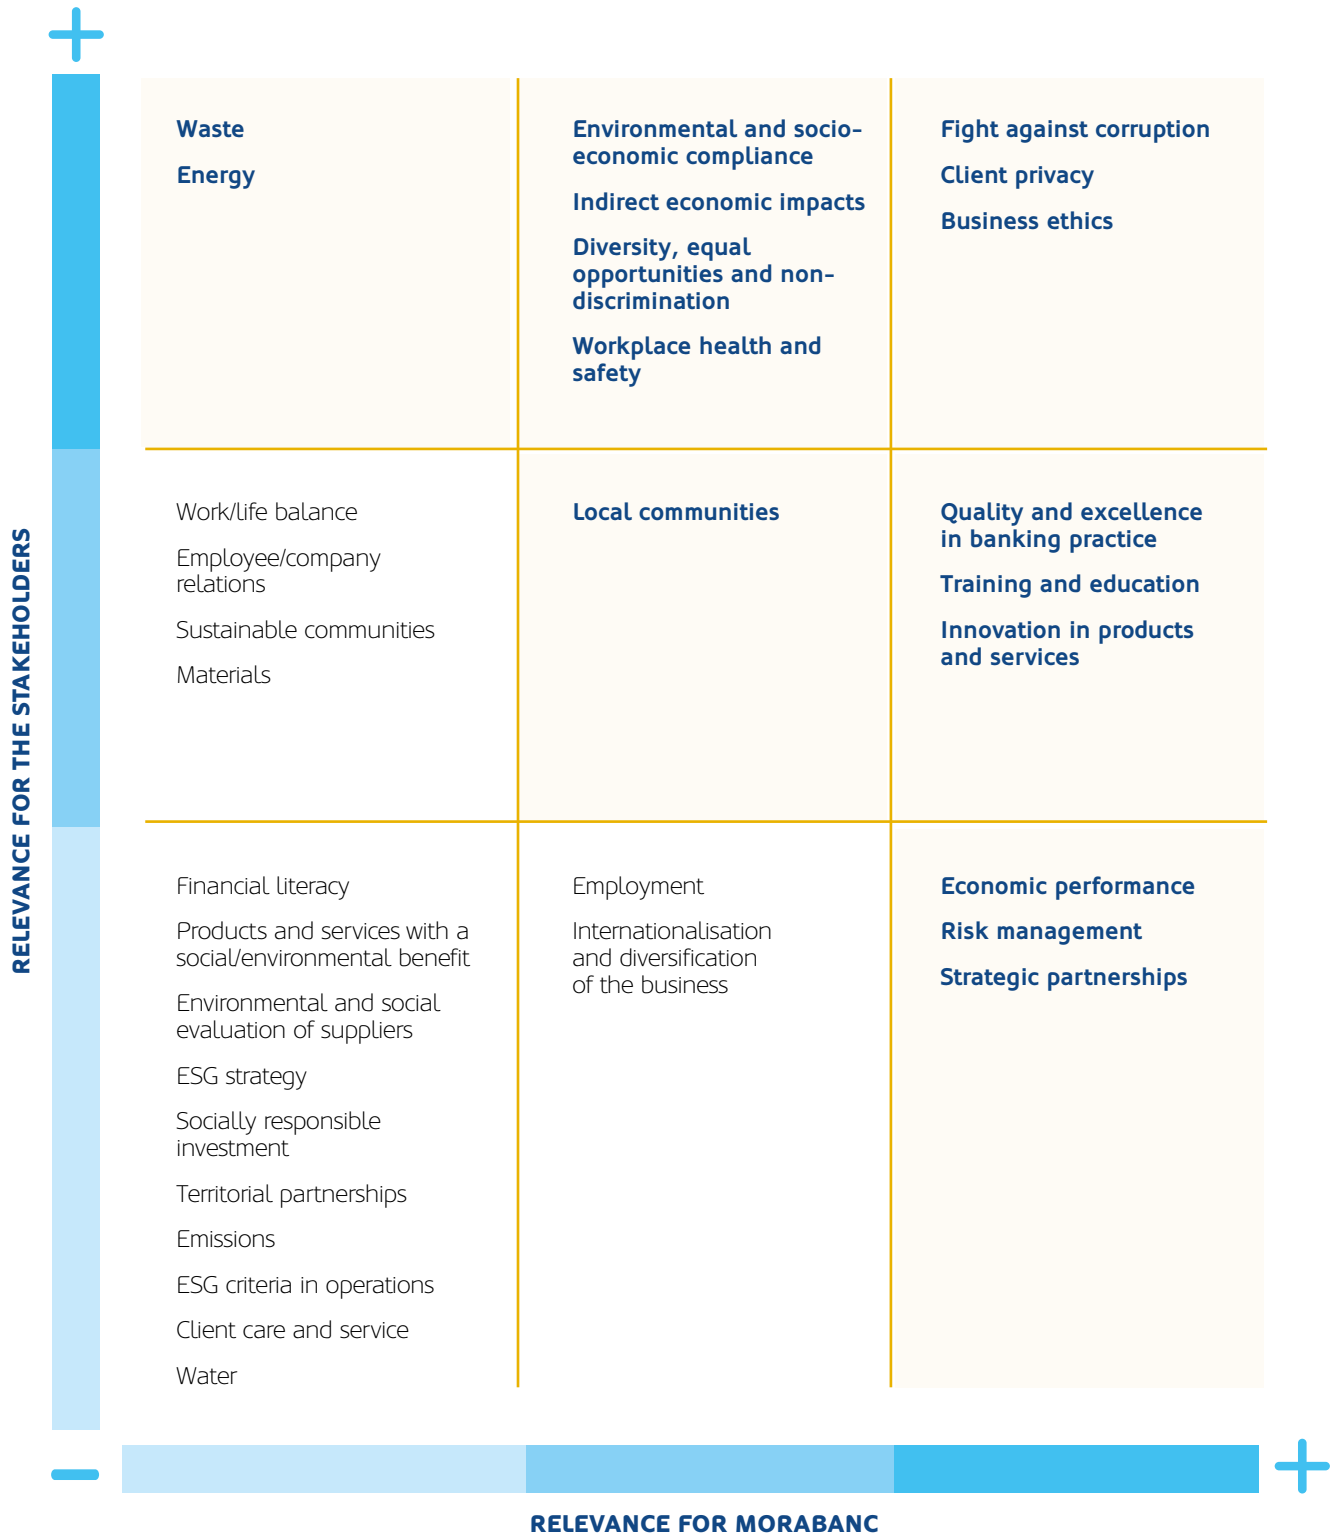 Waste
Energy
Environmental and socio-
economic compliance
Indirect economic impacts
Diversity, equal
opportunities and non-
discrimination
Workplace health and
safety
Fight against corruption
Client privacy
Business ethics
Work/life balance
Employee/company
relations
Sustainable communities
Materials
Local communities
Quality and excellence
in banking practice
Training and education
Innovation in products
and services
Financial literacy
Products and services with a
social/environmental benefit
Environmental and social
evaluation of suppliers
ESG strategy
Socially responsible
investment
Territorial partnerships
Emissions
ESG criteria in operations
Client care and service
Water
Employment
Internationalisation
and diversification
of the business
Economic performance
Risk management
Strategic partnerships
RELEVANCE FOR THE STAKEHOLDERS
RELEVANCE FOR MORABANC